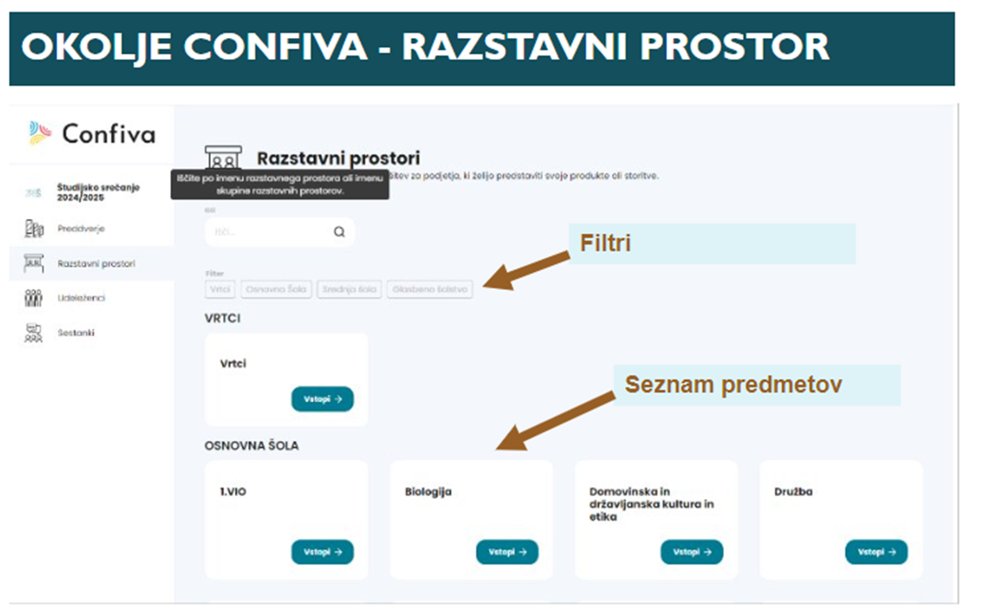 OKOLJE CONFIVA - RAZSTAVNI PROSTOR
Confiva
Študijsko srečanje
2024/2025
Preddverje
Razstavni prostori
Udeleženci
Sestanki
Razstavni prostori
Iščite po imenu razstavnega prostora ali imenu
skupine razstavnih prostorov.
šitev za podjetja, ki želijo predstaviti svoje produkte ali storitve.
Išči...
Filtri
Filter
Vrtci
Osnovna Šola
Srednja šola
Glasbeno šolstvo
VRTCI
Vrtci
Vstopi →
Seznam predmetov
OSNOVNA ŠOLA
1.VIO
Vstopi →
Biologija
Vstopi →
Domovinska in
državljanska kultura in
etika
Vstopi →
Družba
Vstopi →